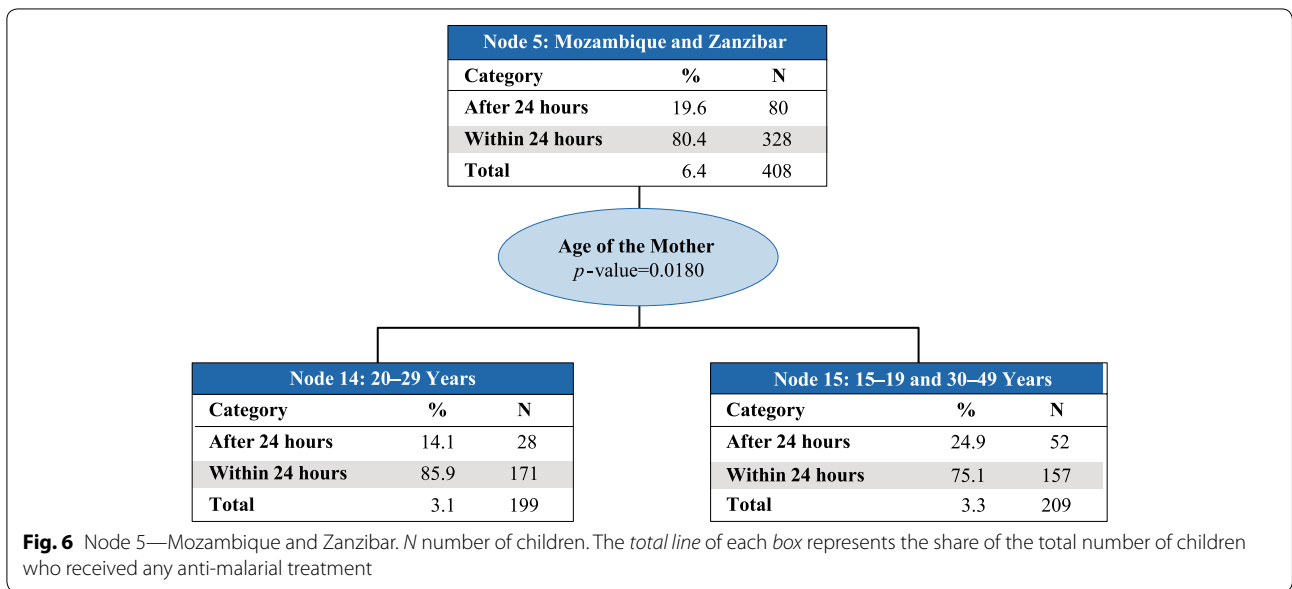 Node 5: Mozambique and Zanzibar
Category % N
After 24 hours 19.6 80
Within 24 hours 80.4 328
Total 6.4 408
Age of the Mother
p-value=0.0180
Node 14: 20–29 Years
Category % N
After 24 hours 14.1 28
Within 24 hours 85.9 171
Total 3.1 199
Node 15: 15–19 and 30–49 Years
Category % N
After 24 hours 24.9 52
Within 24 hours 75.1 157
Total 3.3 209
Fig. 6 Node 5—Mozambique and Zanzibar. N number of children. The total line of each box represents the share of the total number of children
who received any anti-malarial treatment